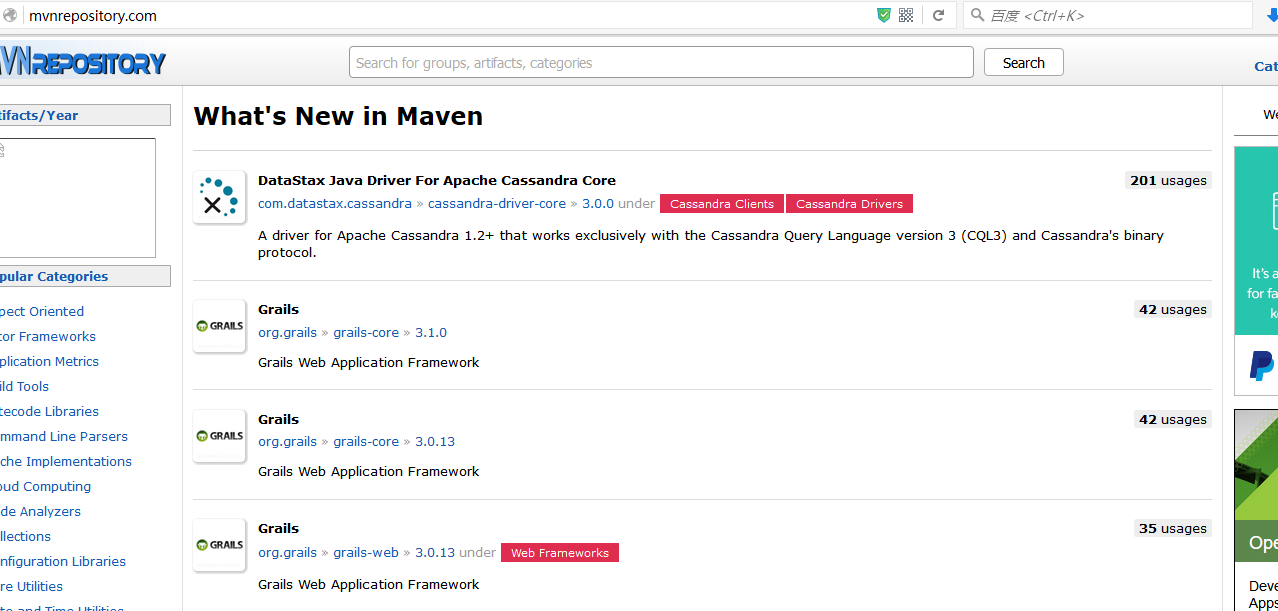 mvnrepository.com
百度 <Ctrl+K>
MVNREPOSITORY
Search for groups, artifacts, categories
Search
Cat
tifacts/Year
pular Categories
pect Oriented
tor Frameworks
plication Metrics
ild Tools
tecode Libraries
mmand Line Parsers
che Implementations
oud Computing
de Analyzers
llections
nfiguration Libraries
re Utilities
te and Time Utilities
What's New in Maven
DataStax Java Driver For Apache Cassandra Core
201 usages
com.datastax.cassandra » cassandra-driver-core » 3.0.0 under Cassandra Clients Cassandra Drivers
A driver for Apache Cassandra 1.2+ that works exclusively with the Cassandra Query Language version 3 (CQL3) and Cassandra's binary
protocol.
GRAILS
Grails
42 usages
org.grails » grails-core » 3.1.0
Grails Web Application Framework
GRAILS
Grails
42 usages
org.grails » grails-core » 3.0.13
Grails Web Application Framework
GRAILS
Grails
35 usages
org.grails » grails-web » 3.0.13 under Web Frameworks
Grails Web Application Framework
We
It's a
for fa
k
Ope
Deve
Apps